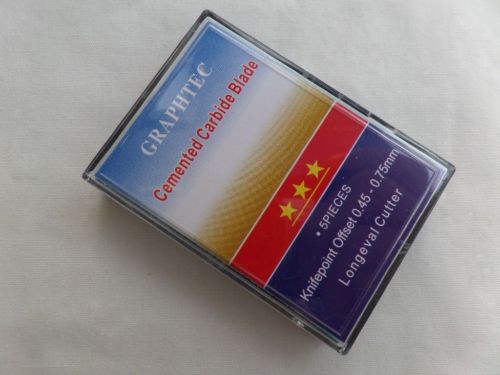 GRAPHTEC
Cemented Carbide Blade
• 5PIECES
Knifepoint Offset 0.45 - 0.75mm
Longeval Cutter